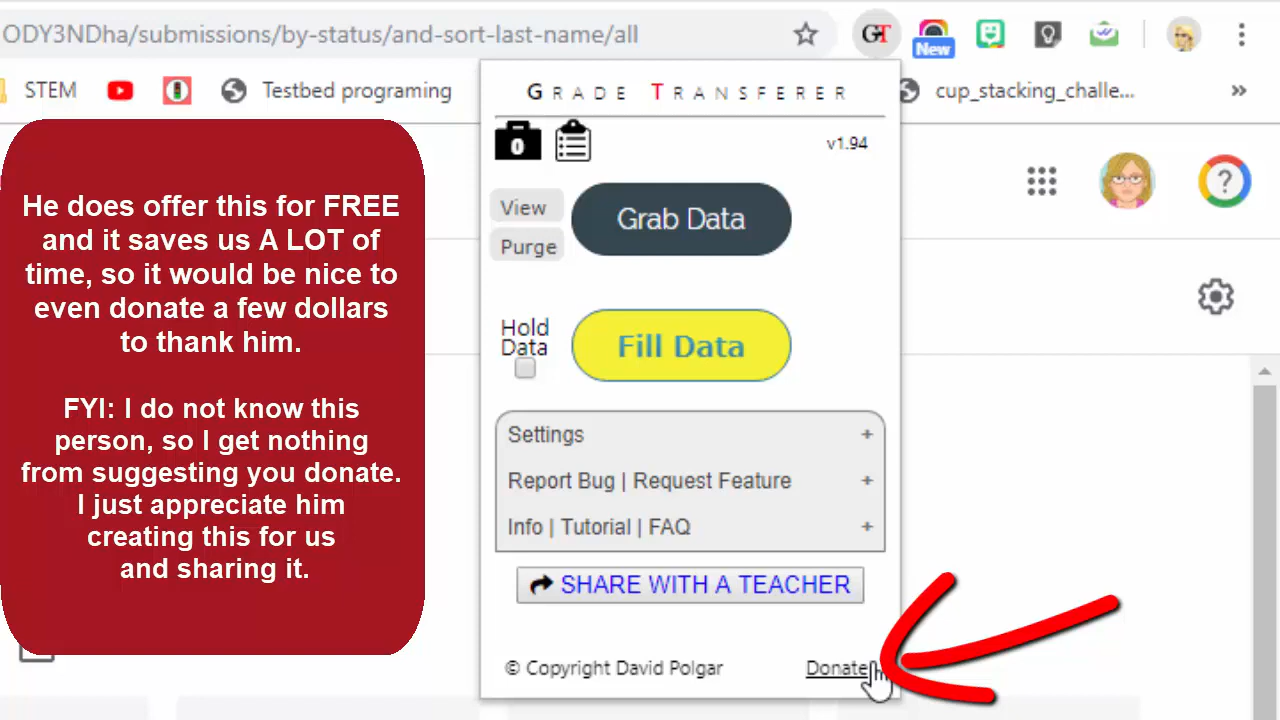 ODY3NDha/submissions/by-status/and-sort-last-name/all
GT
New
STEM
Testbed programing
cup_stacking_challe...
»
GRADE TRANSFERER
0
v1.94
View
Grab Data
Purge
Hold
Data
Fill Data
Settings +
Report Bug | Request Feature +
Info | Tutorial | FAQ +
SHARE WITH A TEACHER
© Copyright David Polgar
Donate
He does offer this for FREE
and it saves us A LOT of
time, so it would be nice to
even donate a few dollars
to thank him.
FYI: I do not know this
person, so I get nothing
from suggesting you donate.
I just appreciate him
creating this for us
and sharing it.
?